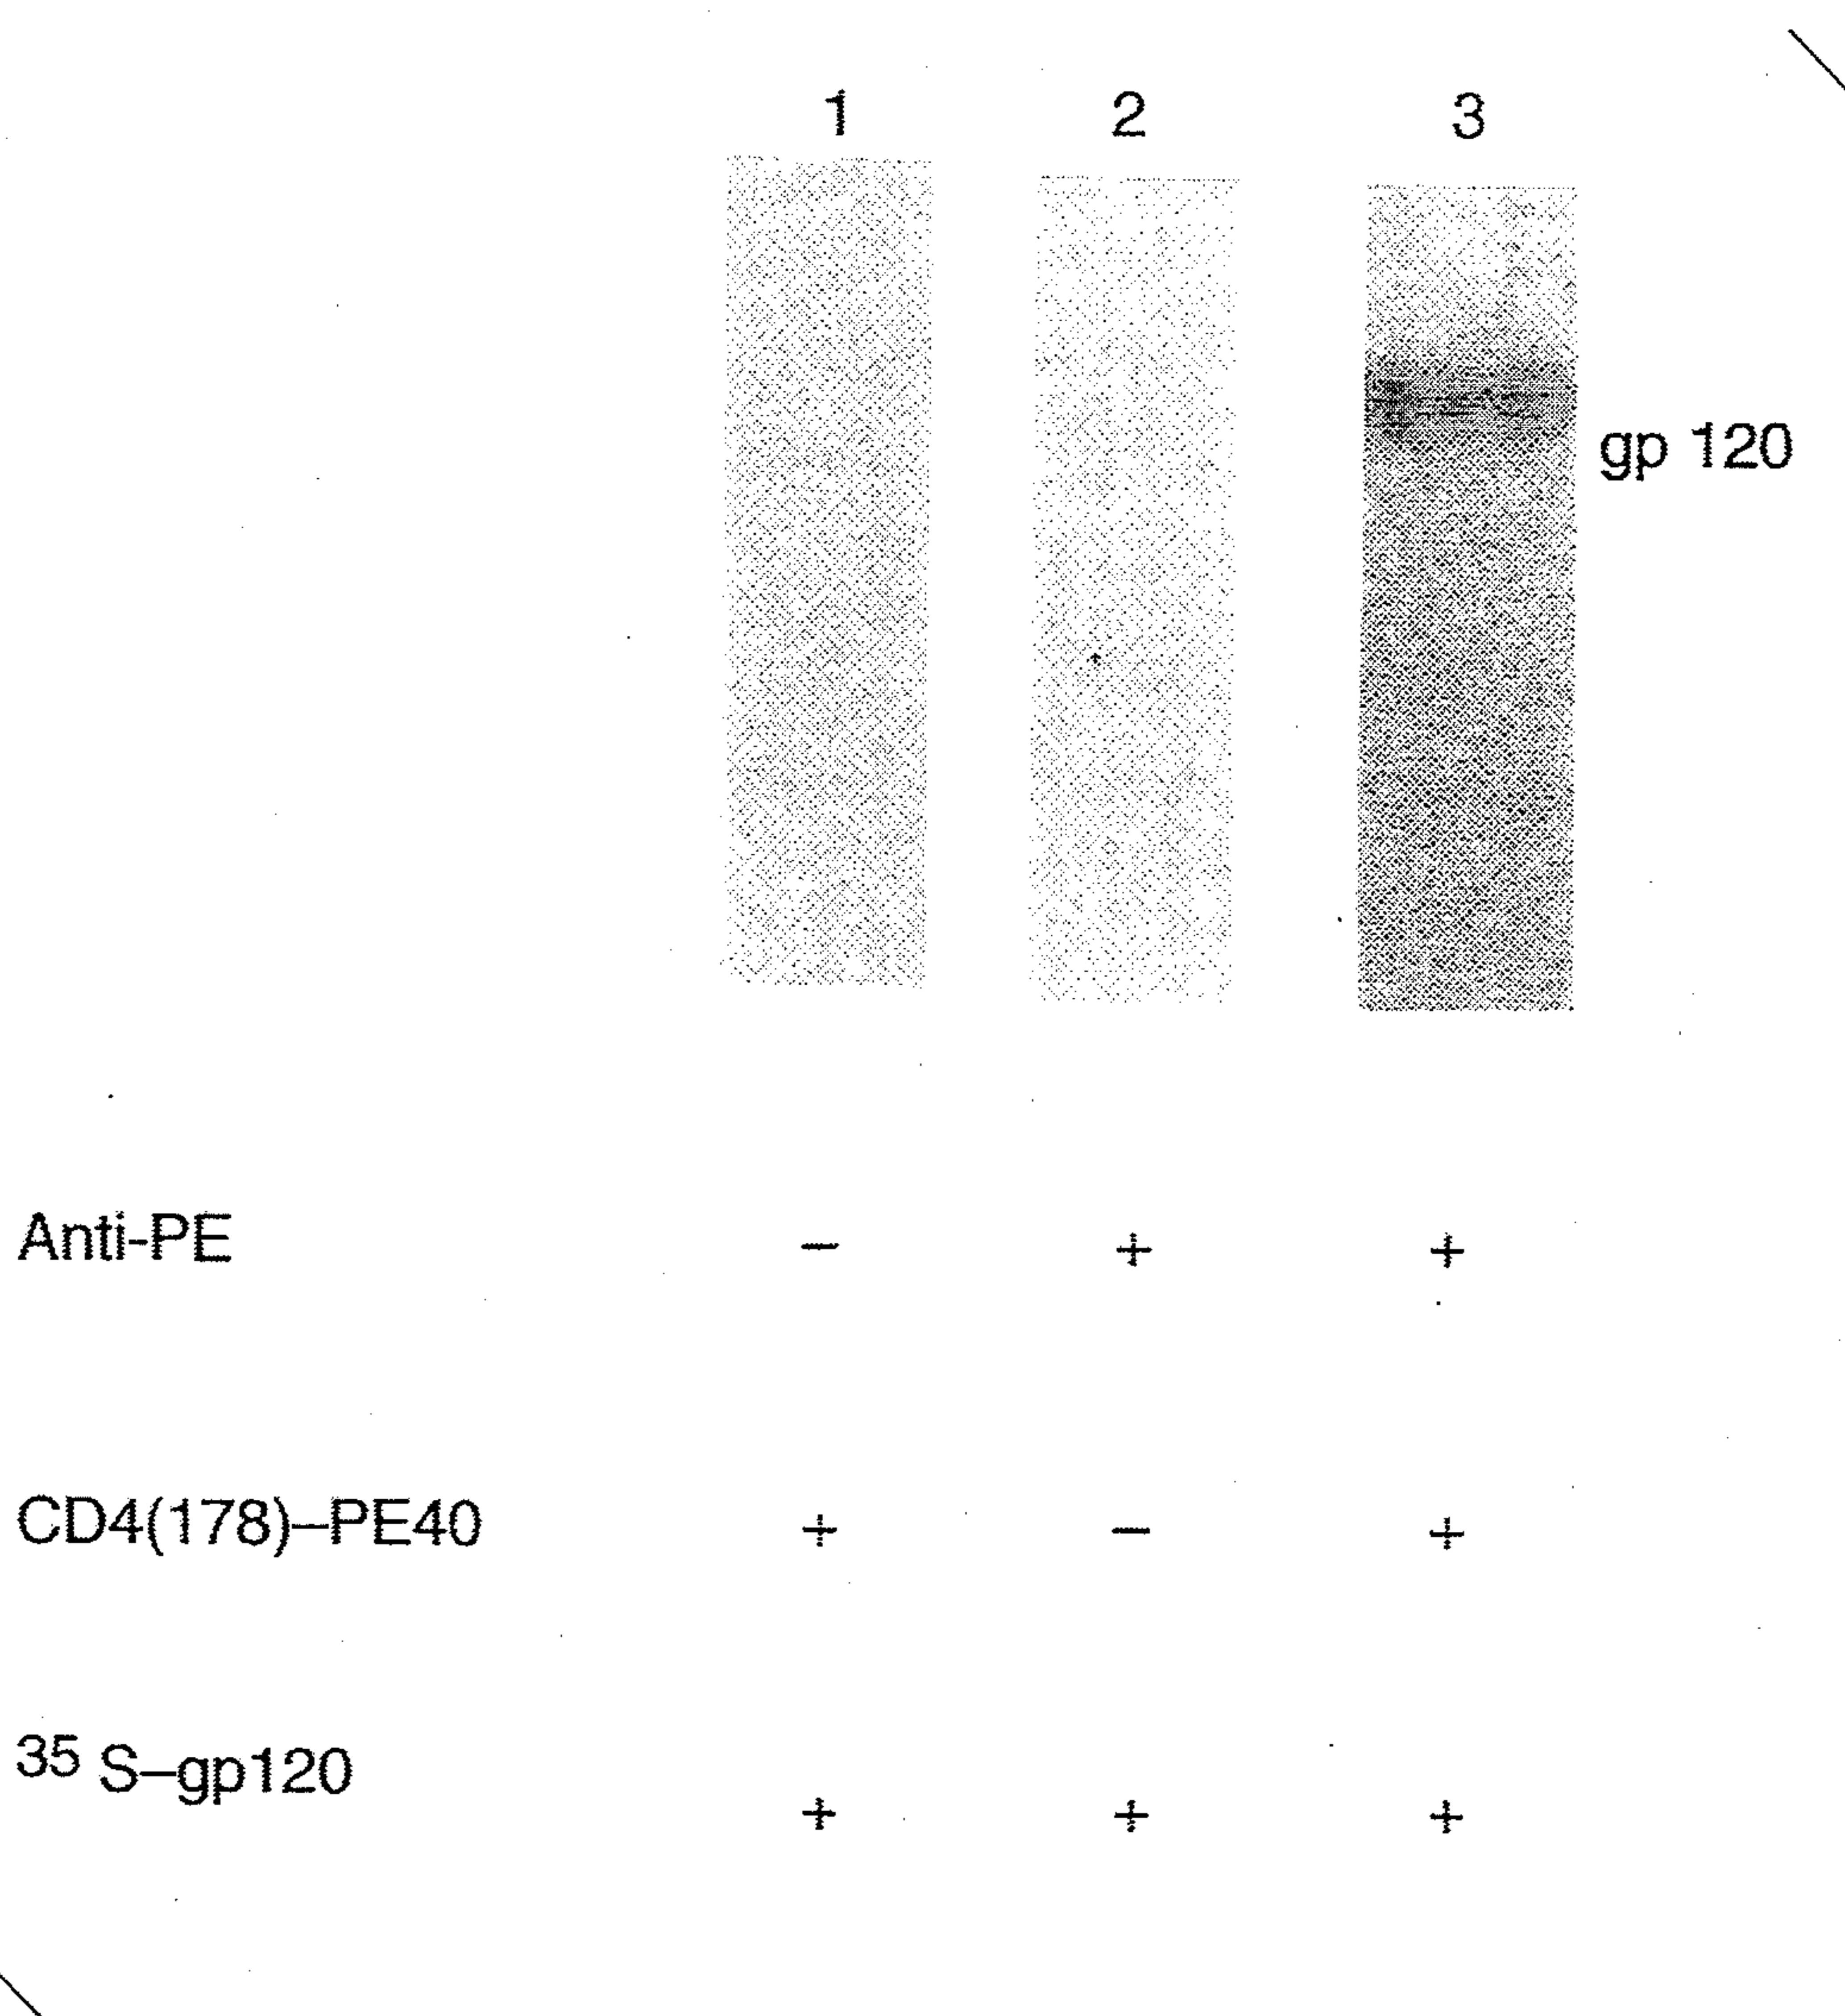 1 2 3
gp 120
Anti-PE − + +
CD4(178)–PE40 + − +
35 S–gp120 + + +